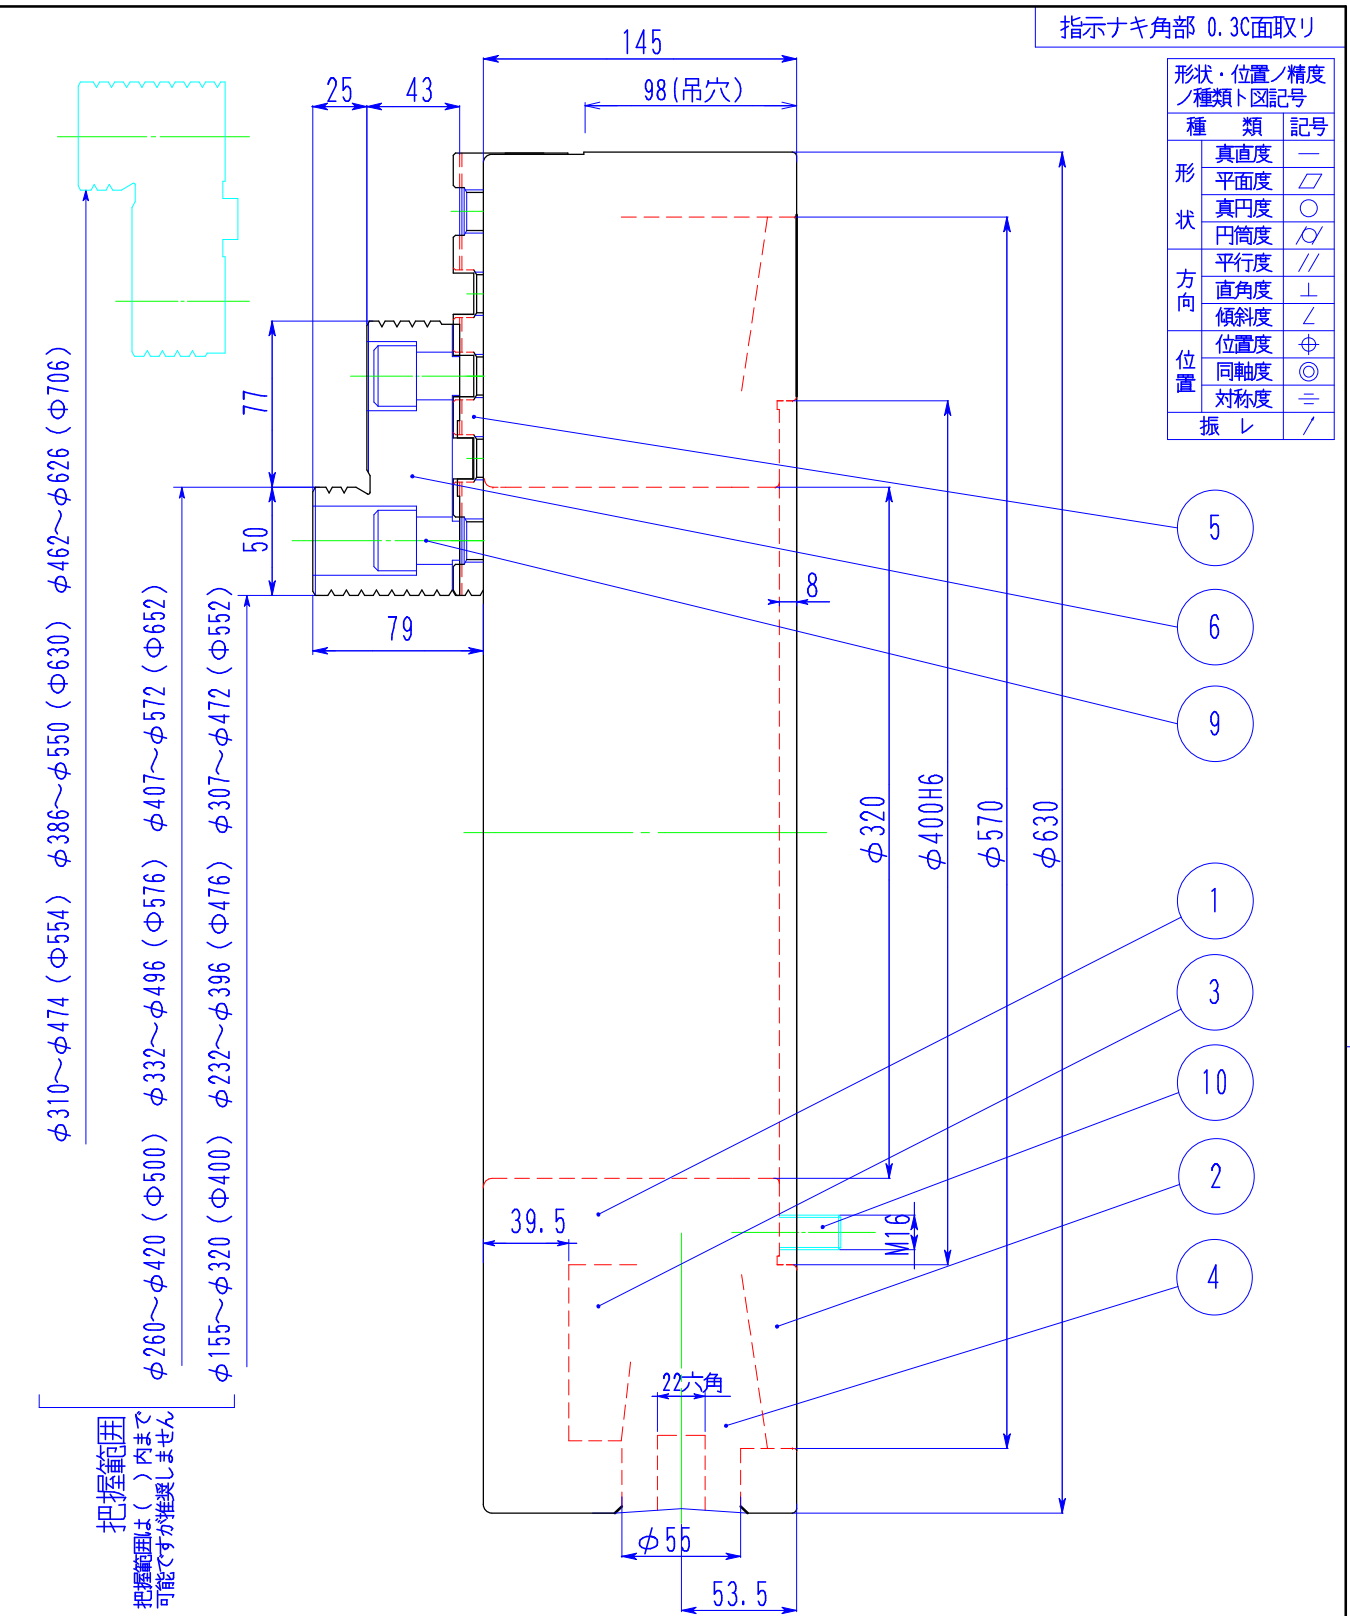 指示ナキ角部 0.3C面取リ
形状・位置ノ精度
ノ種類ト図記号
種 類 記号
形状
真直度 ―
平面度 ▱
真円度 ○
円筒度 ⌭
方向
平行度 //
直角度 ⊥
傾斜度 ∠
位置
位置度 ⌖
同軸度 ◎
対称度 ⌯
振レ ↗
145
98(吊穴)
25
43
77
50
79
8
φ320
φ400H6
φ570
φ630
39.5
M16
22六角
φ55
53.5
5
6
9
1
3
10
2
4
φ310～φ474(Φ554) φ386～φ550(Φ630) φ462～φ626(Φ706)
φ260～φ420(Φ500) φ332～φ496(Φ576) φ407～φ572(Φ652)
φ155～φ320(Φ400) φ232～φ396(Φ476) φ307～φ472(Φ552)
把握範囲
把握範囲は( )内まで
可能ですが推奨しません